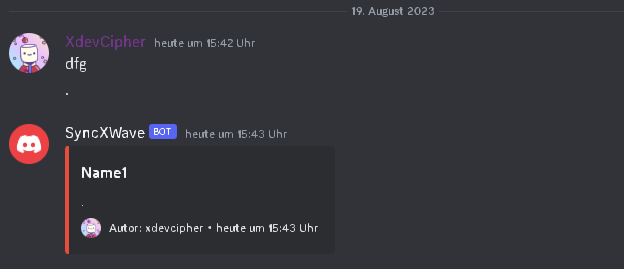 19. August 2023
XdevCipher heute um 15:42 Uhr
dfg
.
SyncXWave BOT heute um 15:43 Uhr
Name1
.
Autor: xdevcipher • heute um 15:43 Uhr